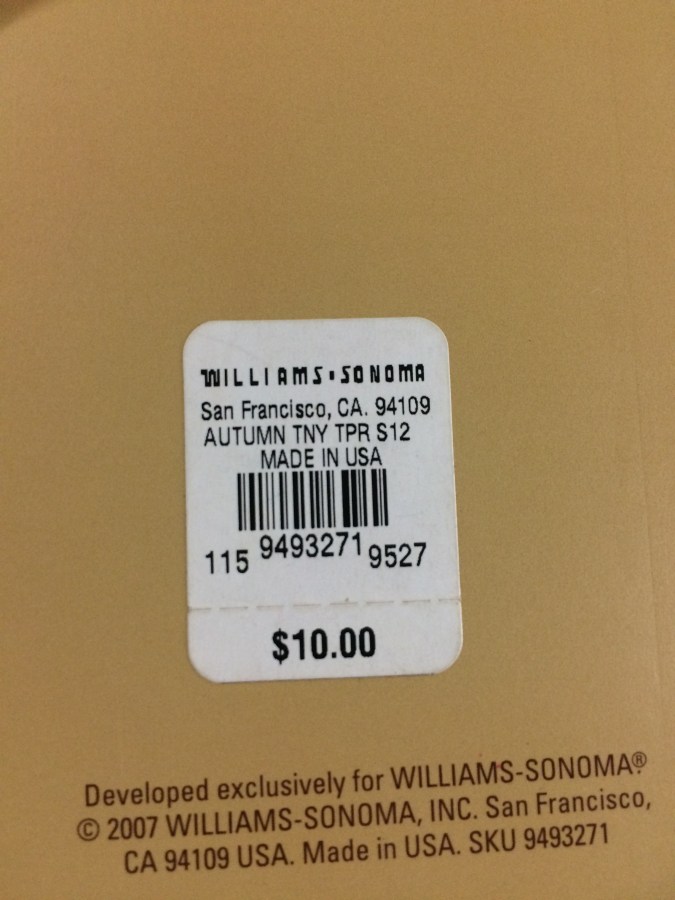 WILLIAMS·SONOMA
San Francisco, CA. 94109
AUTUMN TNY TPR S12
MADE IN USA
115 9493271 9527
$10.00
Developed exclusively for WILLIAMS-SONOMA®
© 2007 WILLIAMS-SONOMA, INC. San Francisco,
CA 94109 USA. Made in USA. SKU 9493271